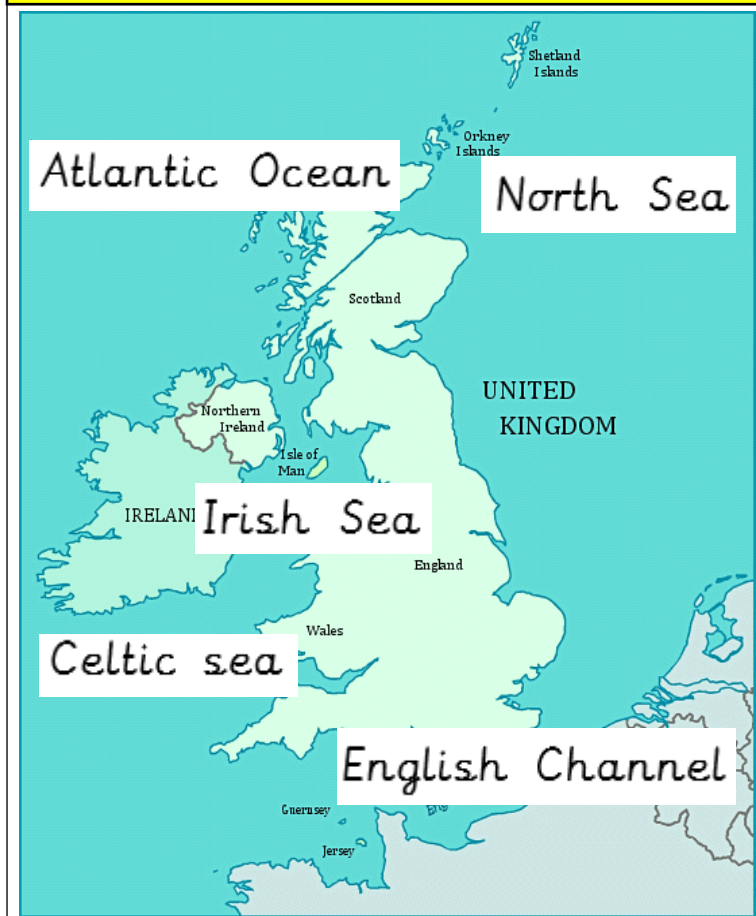 Shetland
Islands
Orkney
Islands
Atlantic Ocean
North Sea
Scotland
UNITED
KINGDOM
Northern
Ireland
Isle of
Man
IRELAN
Irish Sea
England
Wales
Celtic sea
English Channel
Guernsey
Jersey